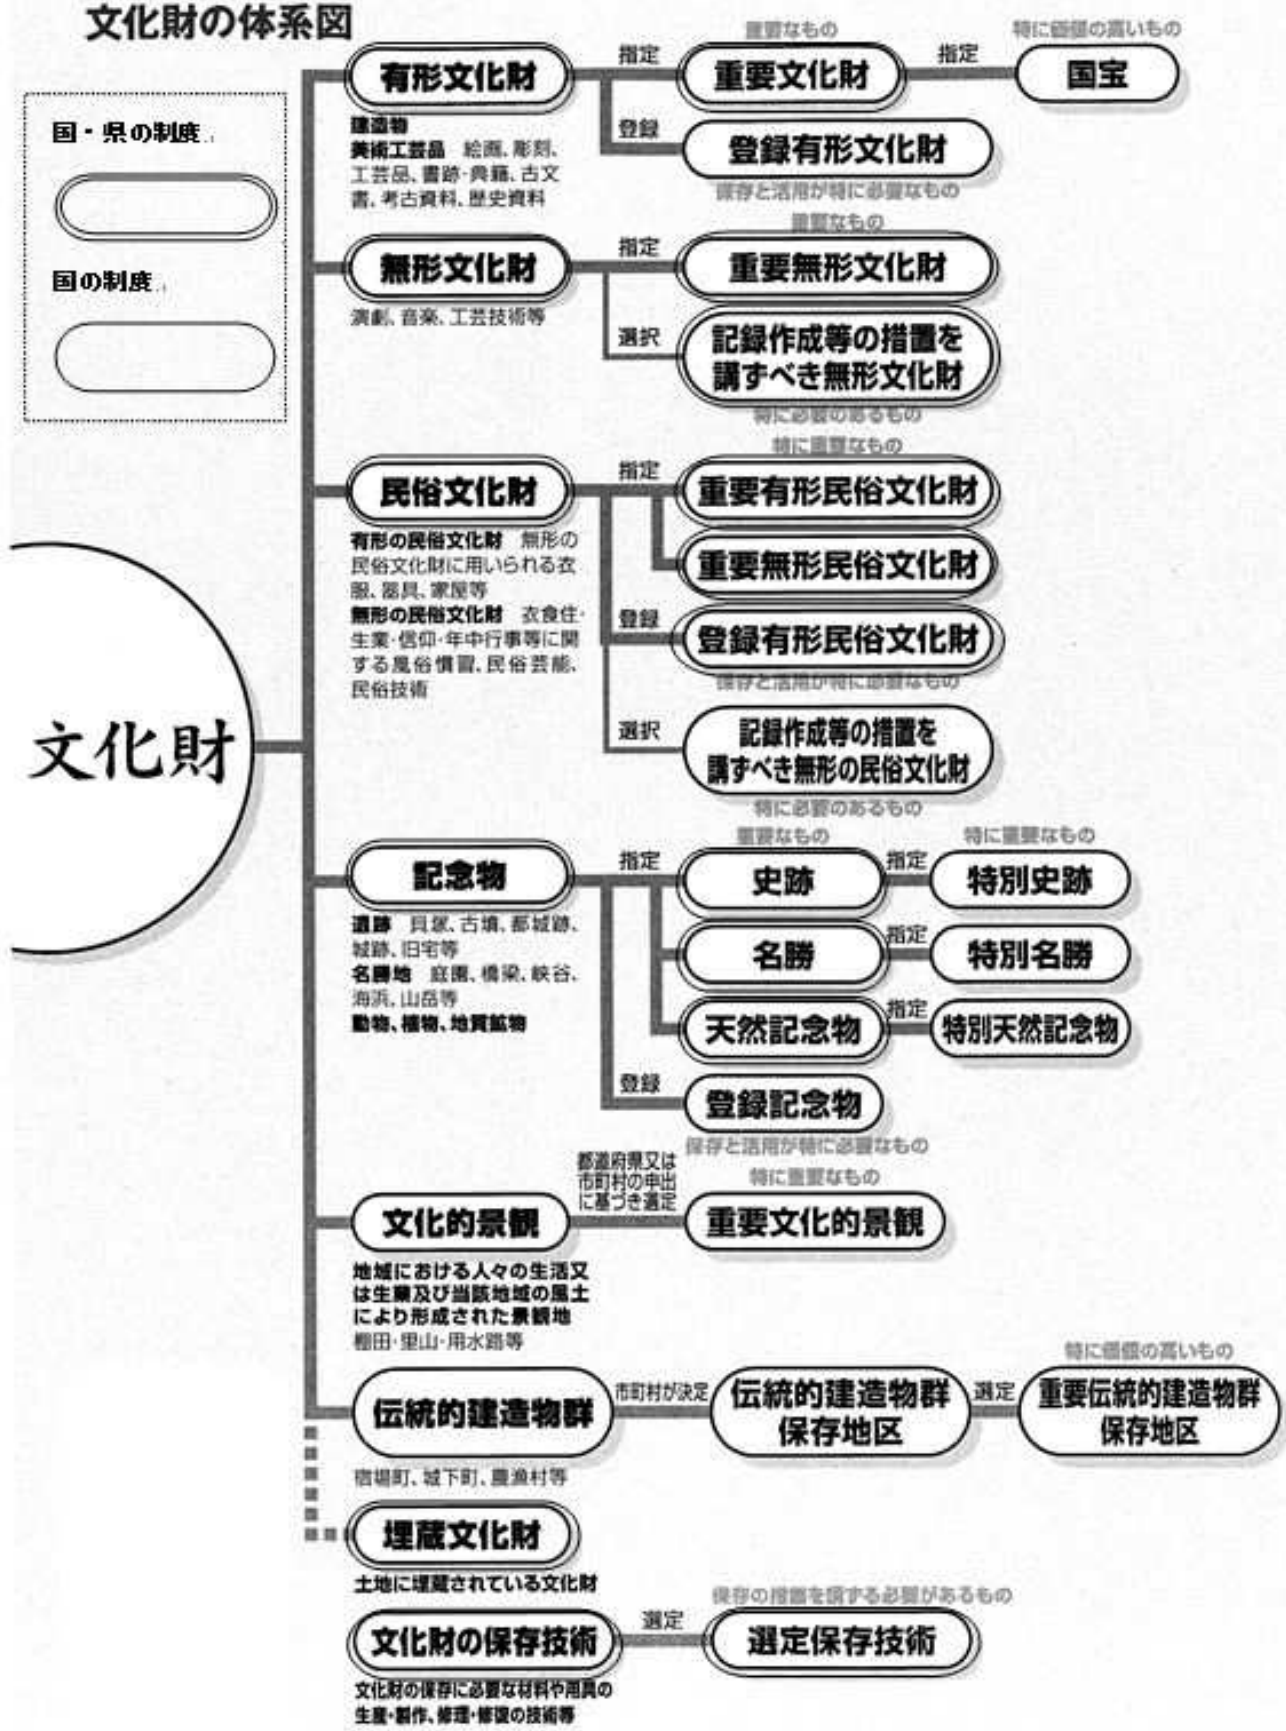 文化財の体系図
国・県の制度
国の制度
文化財
有形文化財
建造物
美術工芸品 絵画、彫刻、
工芸品、書跡・典籍、古文
書、考古資料、歴史資料
指定
重要なもの
重要文化財
指定
特に価値の高いもの
国宝
登録
登録有形文化財
保存と活用が特に必要なもの
無形文化財
演劇、音楽、工芸技術等
指定
重要なもの
重要無形文化財
選択
記録作成等の措置を
講ずべき無形文化財
特に必要のあるもの
民俗文化財
有形の民俗文化財 無形の
民俗文化財に用いられる衣
服、器具、家屋等
無形の民俗文化財 衣食住・
生業・信仰・年中行事等に関
する風俗慣習、民俗芸能、
民俗技術
指定
特に重要なもの
重要有形民俗文化財
重要無形民俗文化財
登録
登録有形民俗文化財
保存と活用が特に必要なもの
選択
記録作成等の措置を
講ずべき無形の民俗文化財
特に必要のあるもの
記念物
遺跡 貝塚、古墳、都城跡、
城跡、旧宅等
名勝地 庭園、橋梁、峡谷、
海浜、山岳等
動物、植物、地質鉱物
指定
重要なもの
史跡
指定
特に重要なもの
特別史跡
名勝
指定
特別名勝
天然記念物
指定
特別天然記念物
登録
登録記念物
保存と活用が特に必要なもの
文化的景観
地域における人々の生活又
は生業及び当該地域の風土
により形成された景観地
棚田・里山・用水路等
都道府県又は
市町村の申出
に基づき選定
特に重要なもの
重要文化的景観
伝統的建造物群
宿場町、城下町、農漁村等
市町村が決定
伝統的建造物群
保存地区
選定
特に価値の高いもの
重要伝統的建造物群
保存地区
埋蔵文化財
土地に埋蔵されている文化財
文化財の保存技術
文化財の保存に必要な材料や用具の
生産・製作、修理・修復の技術等
選定
保存の措置を講ずる必要があるもの
選定保存技術